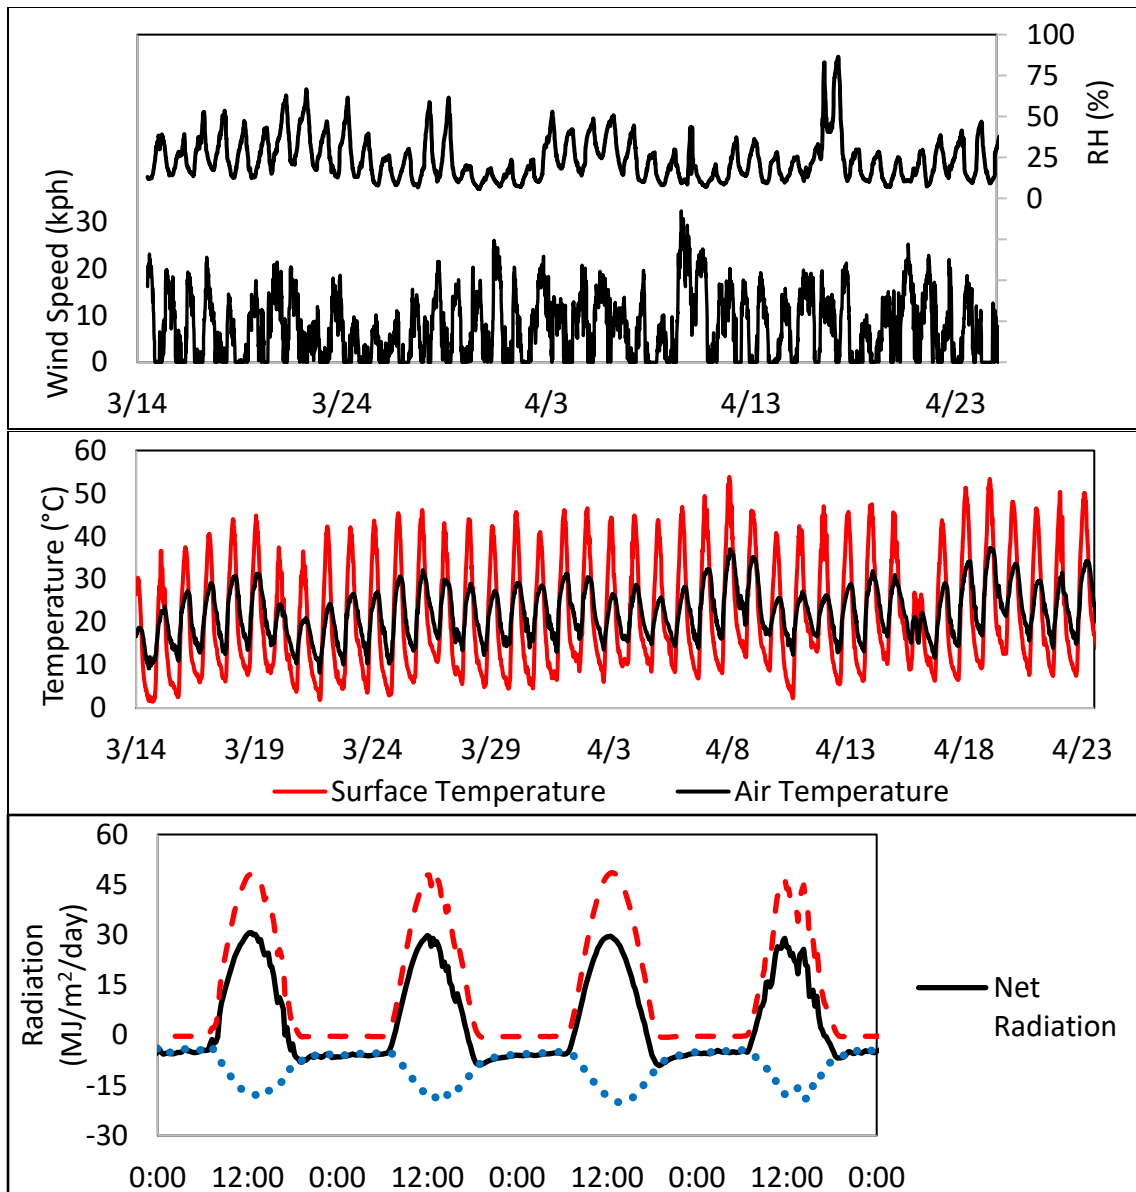 100
75
50
25
0
RH (%)
30
20
10
0
Wind Speed (kph)
3/14 3/24 4/3 4/13 4/23
60
50
40
30
20
10
0
Temperature (°C)
3/14 3/19 3/24 3/29 4/3 4/8 4/13 4/18 4/23
Surface Temperature Air Temperature
60
45
30
15
0
-15
-30
Radiation
(MJ/m²/day)
Net
Radiation
0:00 12:00 0:00 12:00 0:00 12:00 0:00 12:00 0:00